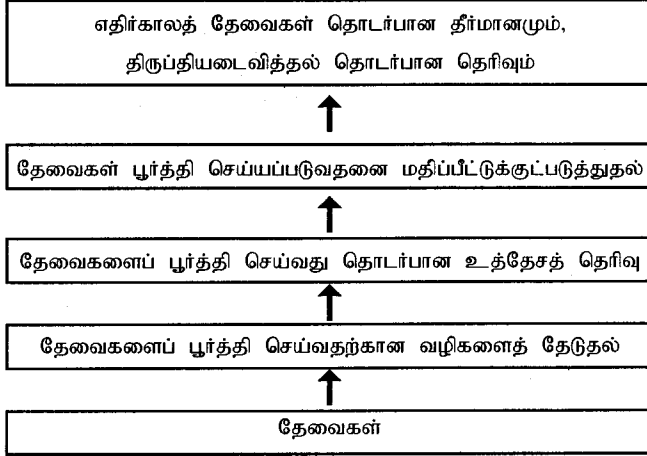 எதிர்காலத் தேவைகள் தொடர்பான தீர்மானமும்,
திருப்தியடைவித்தல் தொடர்பான தெரிவும்
தேவைகள் பூர்த்தி செய்யப்படுவதனை மதிப்பீட்டுக்குட்படுத்துதல்
தேவைகளைப் பூர்த்தி செய்வது தொடர்பான உத்தேசத் தெரிவு
தேவைகளைப் பூர்த்தி செய்வதற்கான வழிகளைத் தேடுதல்
தேவைகள்